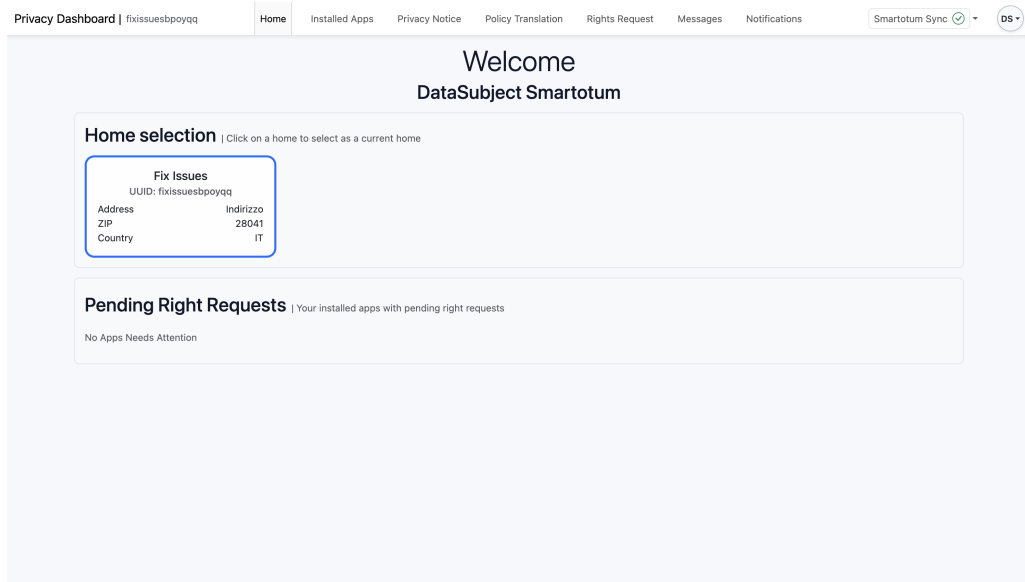 Privacy Dashboard | fixissuesbpoyqq Home Installed Apps Privacy Notice Policy Translation Rights Request Messages Notifications Smartotum Sync DS
Welcome
DataSubject Smartotum
Home selection | Click on a home to select as a current home
Fix Issues
UUID: fixissuesbpoyqq
Address Indirizzo
ZIP 28041
Country IT
Pending Right Requests | Your installed apps with pending right requests
No Apps Needs Attention